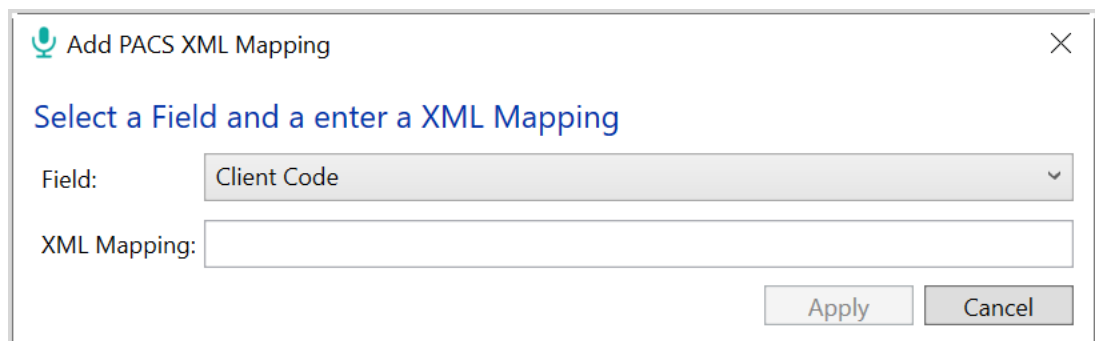 Add PACS XML Mapping
Select a Field and a enter a XML Mapping
Field: Client Code
XML Mapping:
Apply Cancel